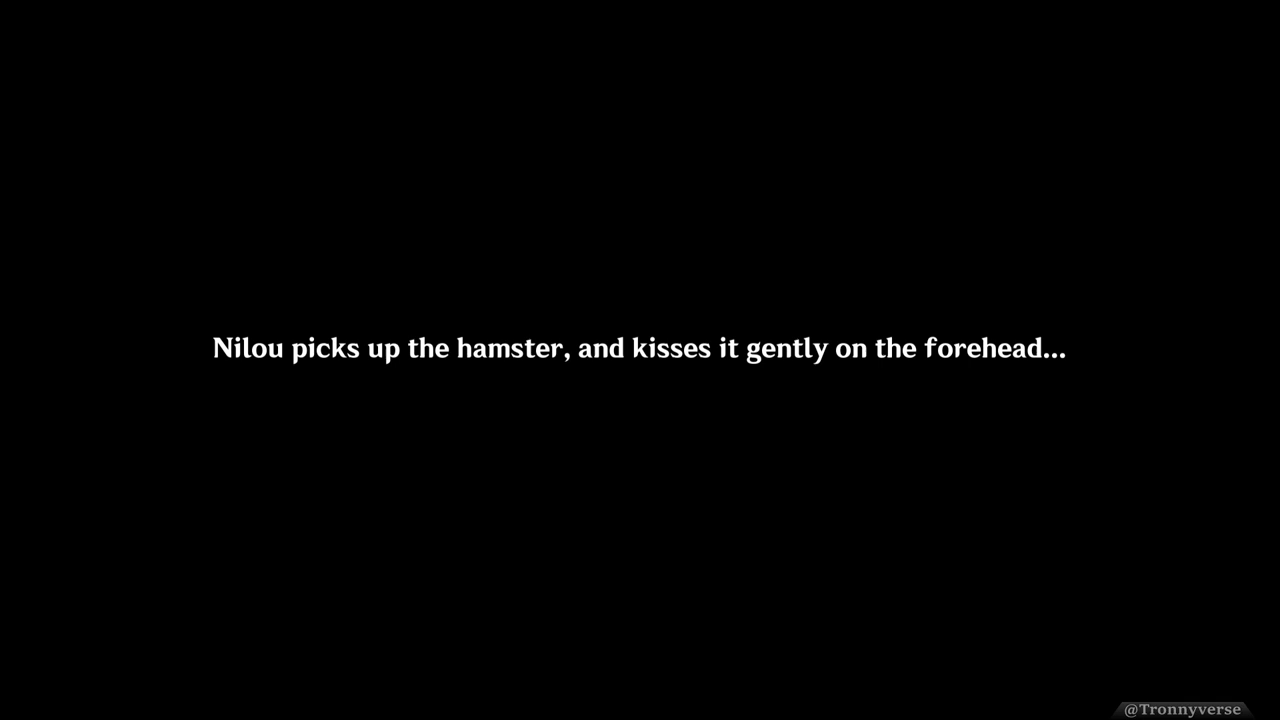 Nilou picks up the hamster, and kisses it gently on the forehead...
@Tronnyverse